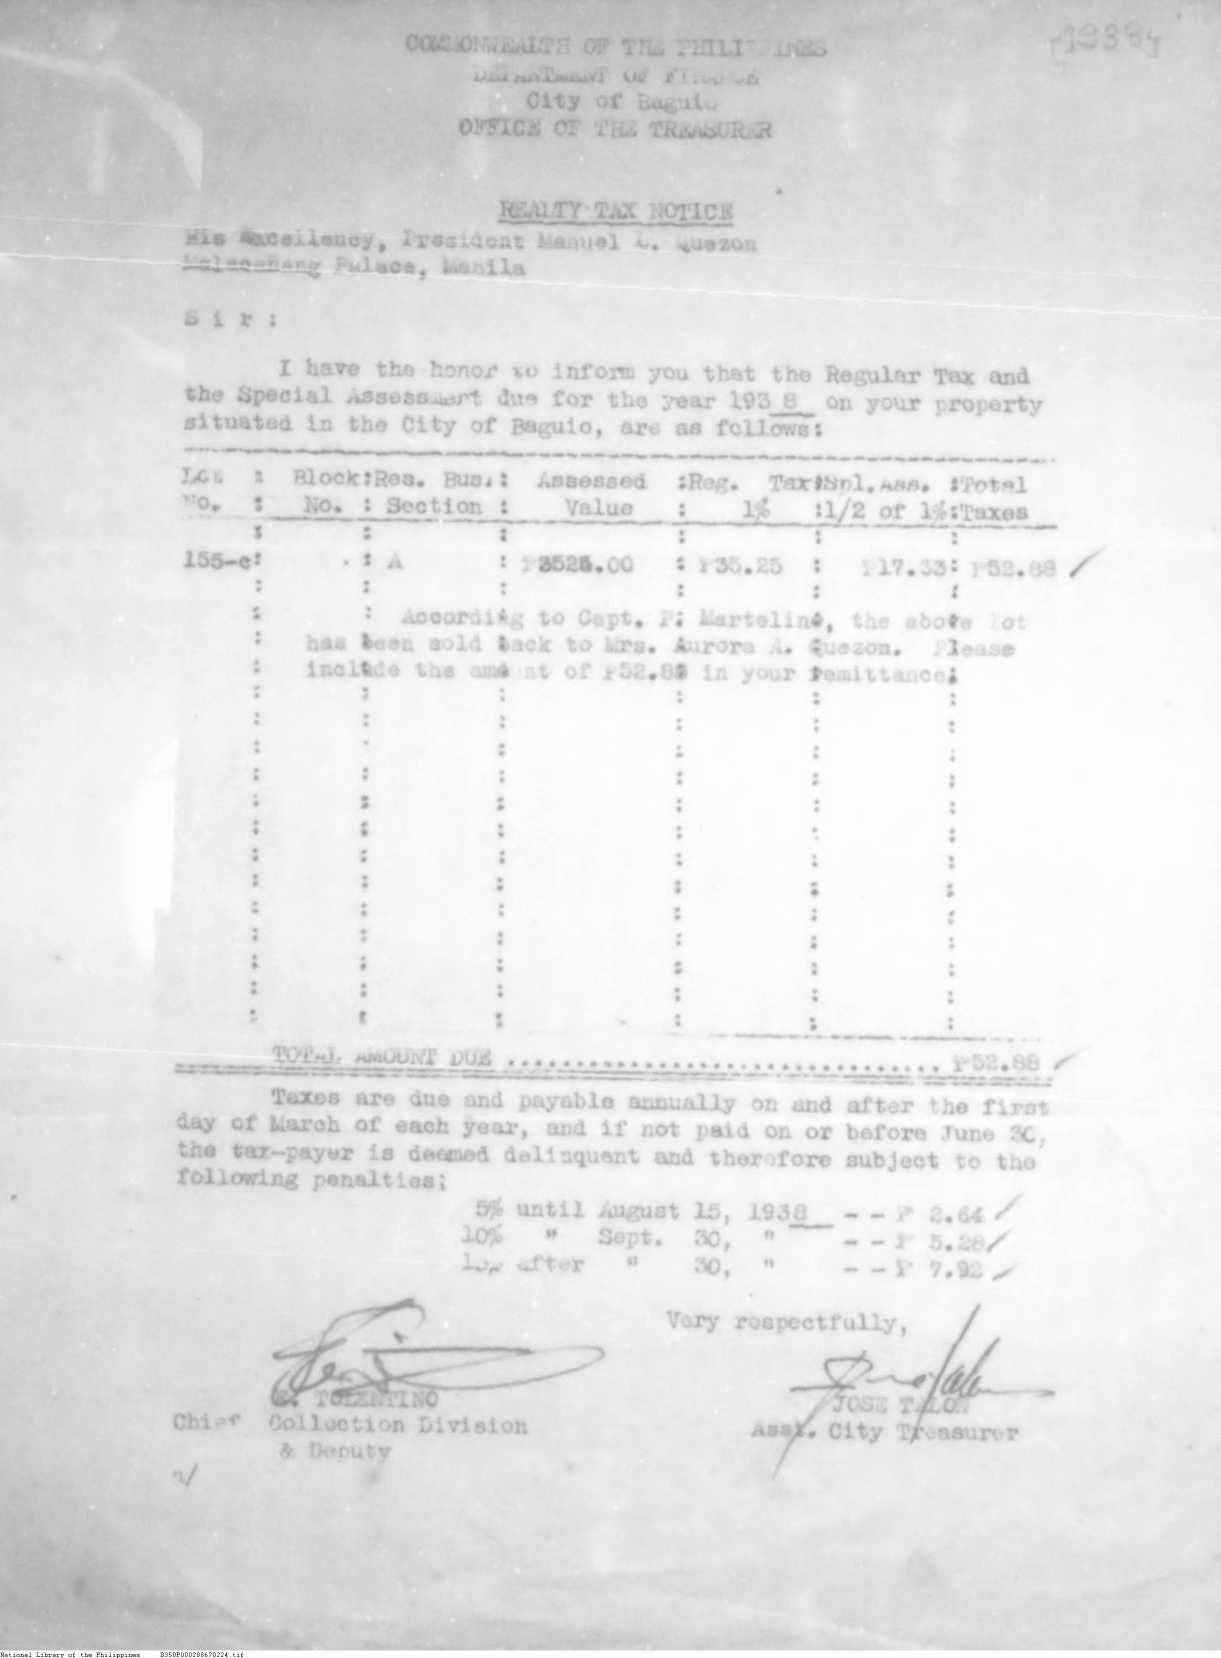 [1938]
COMMONWEALTH OF THE PHILIPPINES
DEPARTMENT OF FINANCE
City of Baguio
OFFICE OF THE TREASURER
REALTY TAX NOTICE
His Excellency, President Manuel L. Quezon
Malacañang Palace, Manila
S i r :
I have the honor to inform you that the Regular Tax and
the Special Assessment due for the year 1938 on your property
situated in the City of Baguio, are as follows:
Lot : Block:Res. Bus.: Assessed :Reg. Tax:Spl.Ass. :Total
No. : No. : Section : Value : 1% :1/2 of 1%:Taxes
155-c: : A : ₱3525.00 : ₱35.25 : ₱17.33: ₱52.88
According to Capt. P. Martelino, the above lot
has been sold back to Mrs. Aurora A. Quezon. Please
include the amount of ₱52.88 in your remittance.
TOTAL AMOUNT DUE ................................ ₱52.88
Taxes are due and payable annually on and after the first
day of March of each year, and if not paid on or before June 30,
the tax-payer is deemed delinquent and therefore subject to the
following penalties;
5% until August 15, 1938 - - ₱ 2.64
10% " Sept. 30, " - - ₱ 5.28
15% after " 30, " - - ₱ 7.92
Very respectfully,
E. TOLENTINO
Chief Collection Division
& Deputy
JOSE TALON
Asst. City Treasurer
National Library of the Philippines D350P000208670224.tif